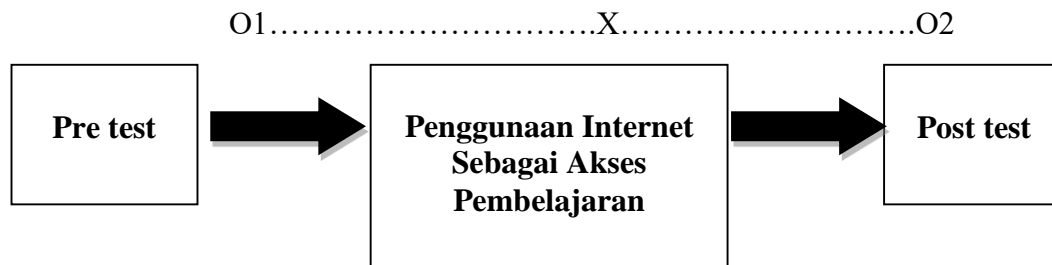 O1…………………………….X………………………….O2
Pre test
Penggunaan Internet
Sebagai Akses
Pembelajaran
Post test